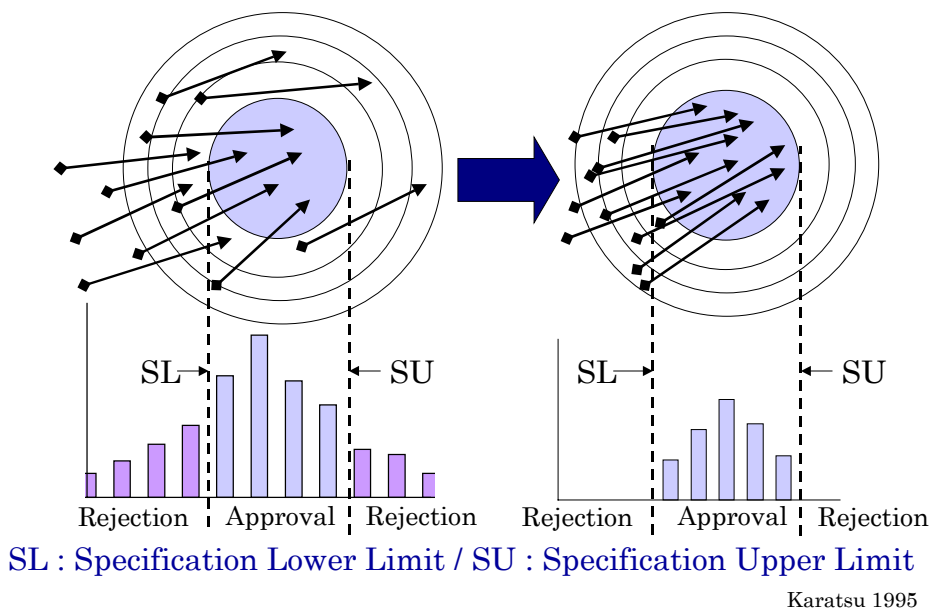 SL
SU
SL
SU
Rejection
Approval
Rejection
Rejection
Approval
Rejection
SL : Specification Lower Limit / SU : Specification Upper Limit
Karatsu 1995